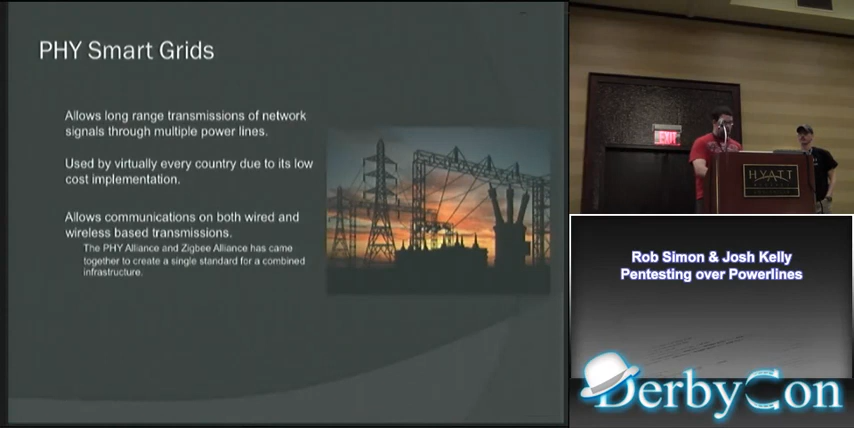 PHY Smart Grids
Allows long range transmissions of network
signals through multiple power lines.
Used by virtually every country due to its low
cost implementation.
Allows communications on both wired and
wireless based transmissions.
The PHY Alliance and Zigbee Alliance has came
together to create a single standard for a combined
infrastructure.
EXIT
HYATT
Rob Simon & Josh Kelly
Pentesting over Powerlines
DerbyCon